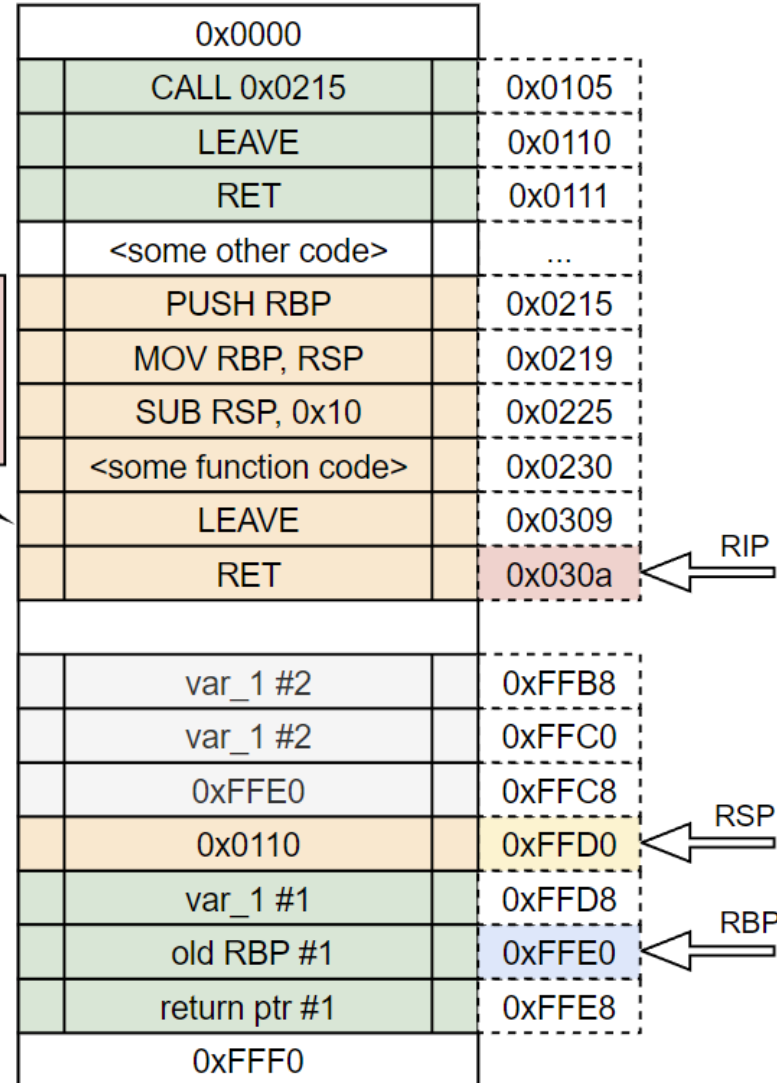 0x0000
CALL 0x0215 0x0105
LEAVE 0x0110
RET 0x0111
<some other code> ...
PUSH RBP 0x0215
MOV RBP, RSP 0x0219
SUB RSP, 0x10 0x0225
<some function code> 0x0230
LEAVE 0x0309
RET 0x030a RIP
var_1 #2 0xFFB8
var_1 #2 0xFFC0
0xFFE0 0xFFC8
0x0110 0xFFD0 RSP
var_1 #1 0xFFD8
old RBP #1 0xFFE0 RBP
return ptr #1 0xFFE8
0xFFF0